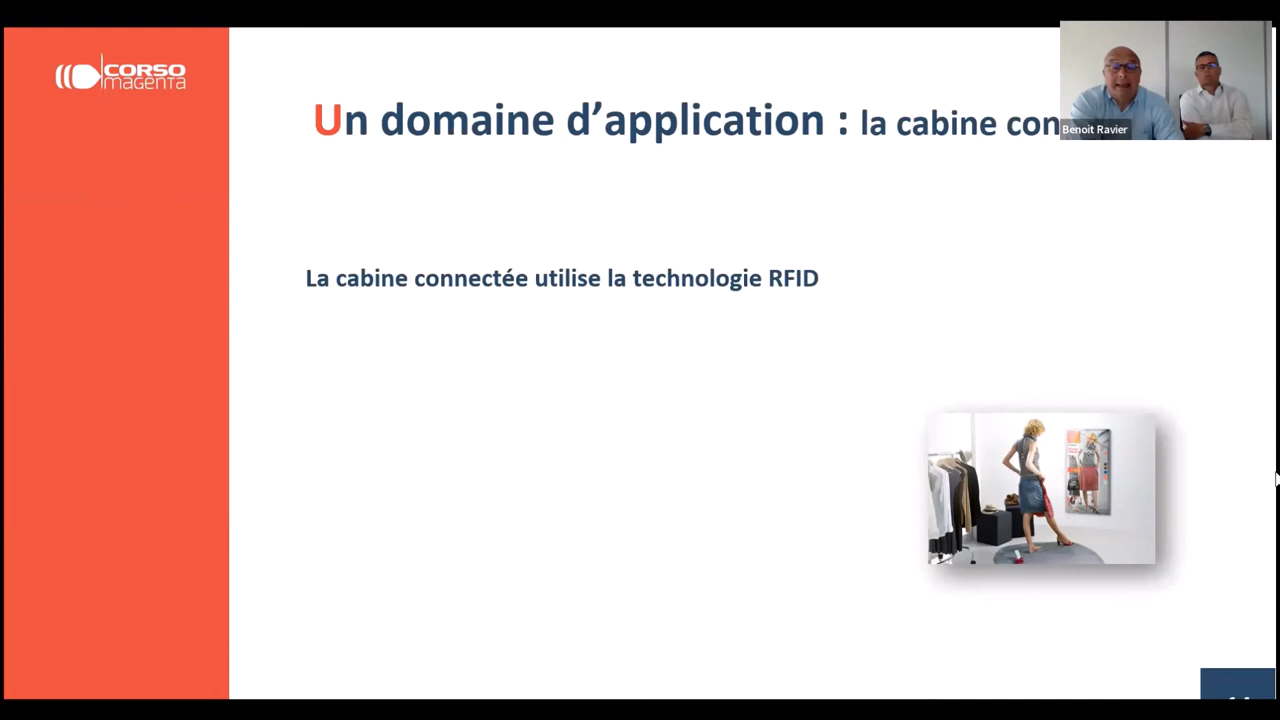 CORSO
magenta
Un domaine d’application : la cabine con
Benoit Ravier
La cabine connectée utilise la technologie RFID